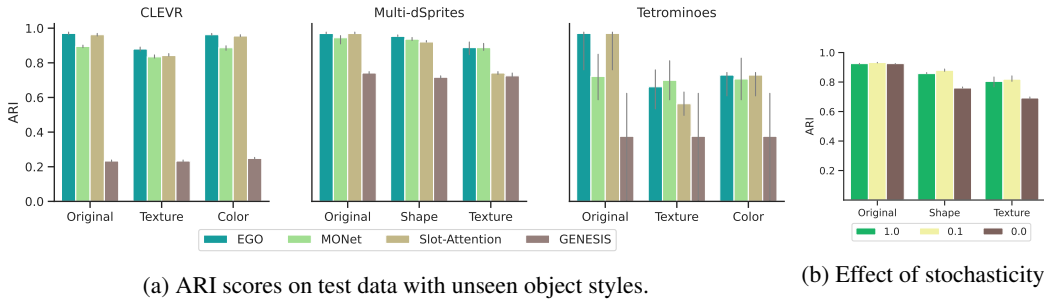 CLEVR
Multi-dSprites
Tetrominoes
ARI
1.0
0.8
0.6
0.4
0.2
0.0
Original Texture Color
Original Shape Texture
Original Texture Color
EGO MONet Slot-Attention GENESIS
(a) ARI scores on test data with unseen object styles.
ARI
1.0
0.8
0.6
0.4
0.2
Original Shape Texture
1.0 0.1 0.0
(b) Effect of stochasticity